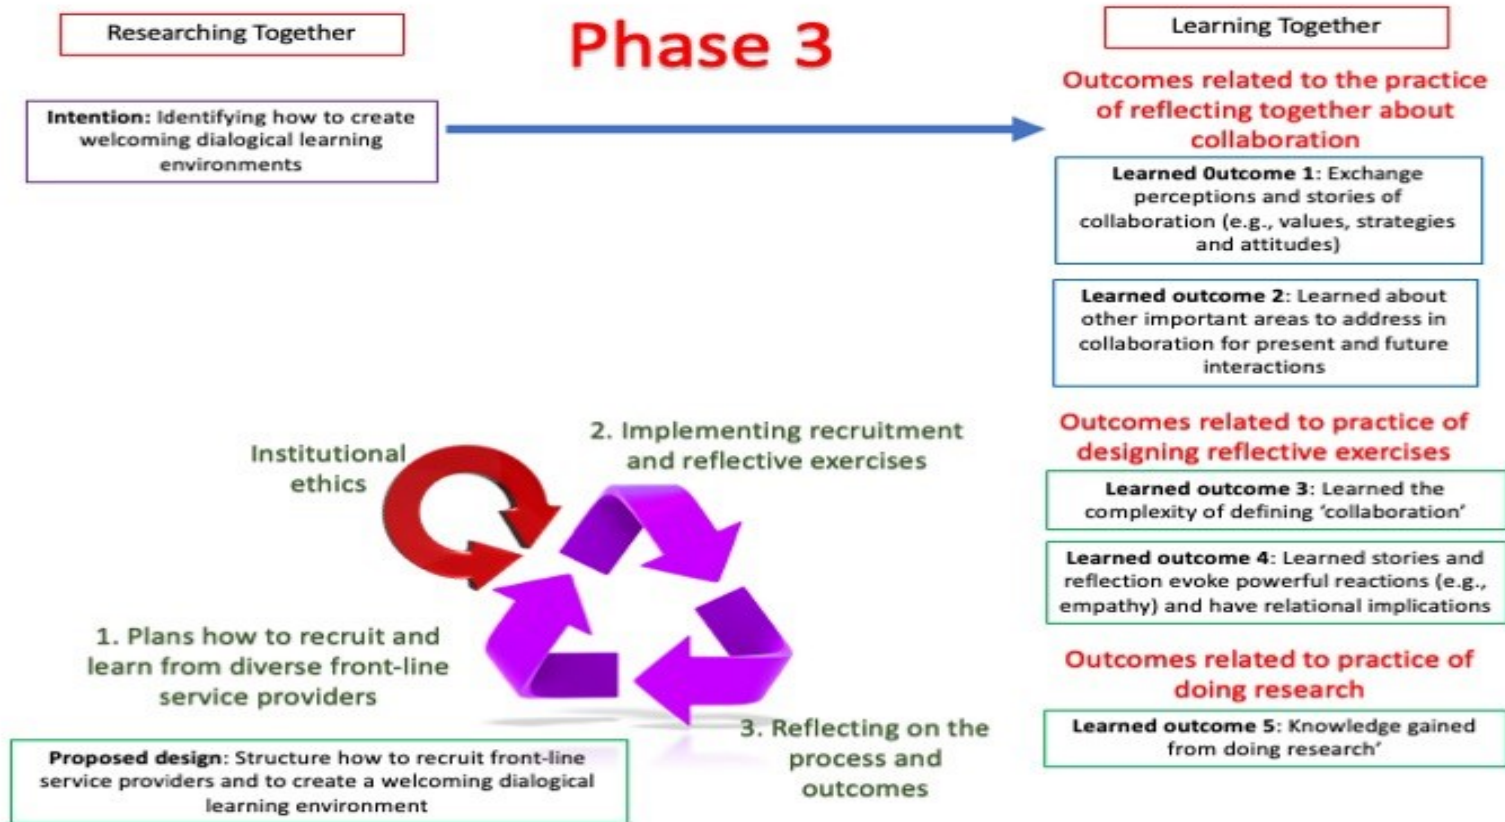 Researching Together
Phase 3
Learning Together
Intention: Identifying how to create
welcoming dialogical learning
environments
Outcomes related to the practice
of reflecting together about
collaboration
Learned 0utcome 1: Exchange
perceptions and stories of
collaboration (e.g., values, strategies
and attitudes)
Learned outcome 2: Learned about
other important areas to address in
collaboration for present and future
interactions
Institutional
ethics
2. Implementing recruitment
and reflective exercises
1. Plans how to recruit and
learn from diverse front-line
service providers
3. Reflecting on the
process and
outcomes
Proposed design: Structure how to recruit front-line
service providers and to create a welcoming dialogical
learning environment
Outcomes related to practice of
designing reflective exercises
Learned outcome 3: Learned the
complexity of defining ‘collaboration’
Learned outcome 4: Learned stories and
reflection evoke powerful reactions (e.g.,
empathy) and have relational implications
Outcomes related to practice of
doing research
Learned outcome 5: Knowledge gained
from doing research’